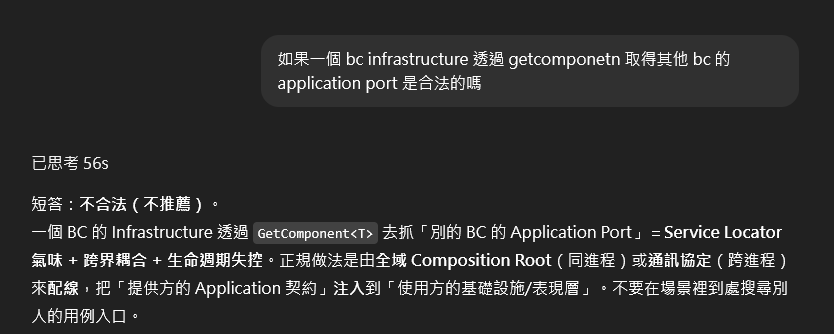 如果一個 bc infrastructure 透過 getcomponetn 取得其他 bc 的
application port 是合法的嗎
已思考 56s
短答：不合法（不推薦）。
一個 BC 的 Infrastructure 透過 GetComponent<T> 去抓「別的 BC 的 Application Port」＝Service Locator
氣味 + 跨界耦合 + 生命週期失控。正規做法是由全域 Composition Root（同進程）或通訊協定（跨進程）
來配線，把「提供方的 Application 契約」注入到「使用方的基礎設施/表現層」。不要在場景裡到處搜尋別
人的用例入口。